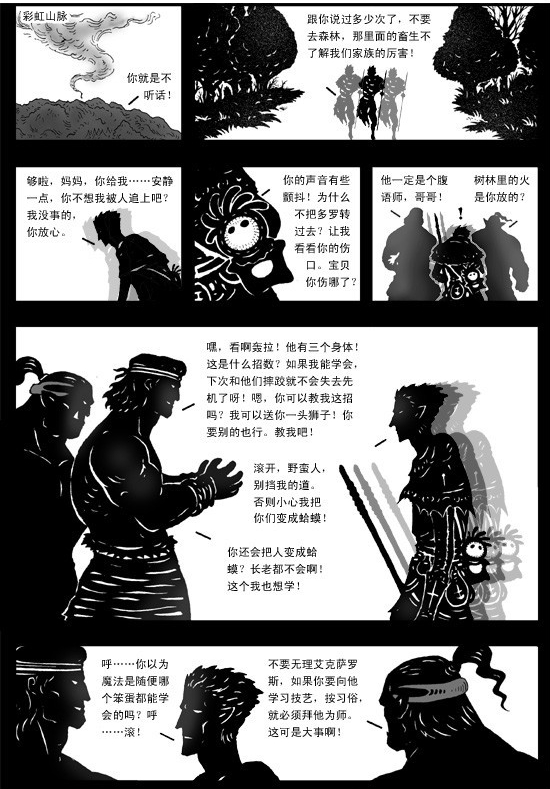 彩虹山脉
你就是不
听话！
跟你说过多少次了，不要
去森林，那里面的畜生不
了解我们家族的厉害！
够啦，妈妈，你给我……安静
一点，你不想我被人追上吧？
我没事的，
你放心。
你的声音有些
颤抖！为什么
不把多罗转
过去？让我
看看你的伤
口。宝贝
你伤哪了？
他一定是个腹
语师，哥哥！
树林里的火
是你放的？
！
嘿，看啊轰拉！他有三个身体！
这是什么招数？如果我能学会，
下次和他们摔跤就不会失去先
机了呀！嗯，你可以教我这招
吗？我可以送你一头狮子！你
要别的也行。教我吧！
滚开，野蛮人，
别挡我的道。
否则小心我把
你们变成蛤蟆！
你还会把人变成蛤
蟆？长老都不会啊！
这个我也想学！
呼……你以为
魔法是随便哪
个笨蛋都能学
会的吗？呼
……滚！
不要无理艾克萨罗
斯，如果你要向他
学习技艺，按习俗，
就必须拜他为师。
这可是大事啊！